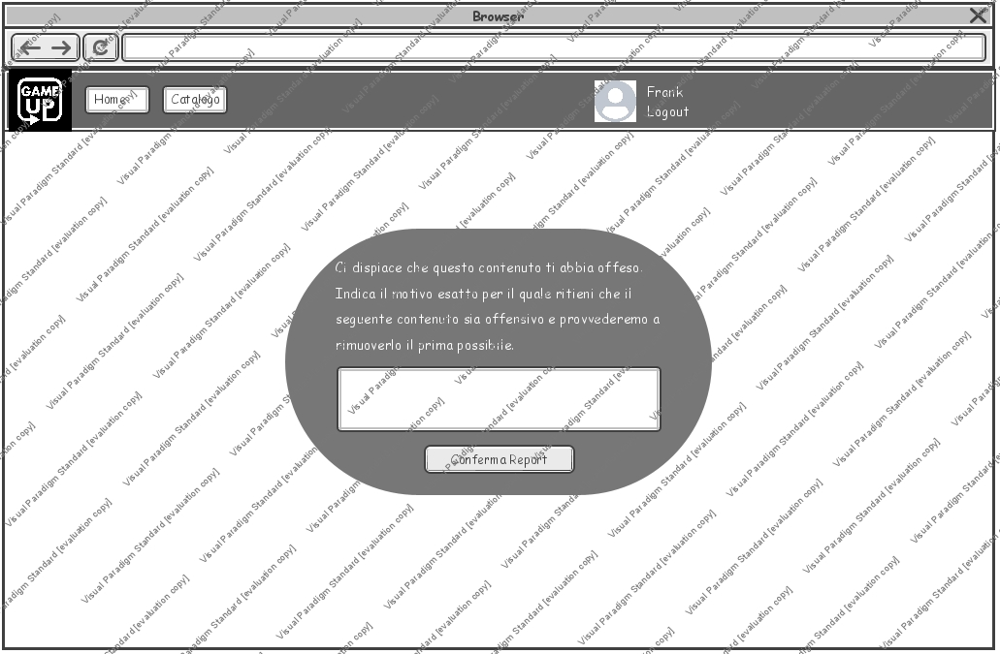 Browser
GAME
UP
Home
Catalogo
Frank
Logout
Ci dispiace che questo contenuto ti abbia offeso.
Indica il motivo esatto per il quale ritieni che il
seguente contenuto sia offensivo e provvederemo a
rimuoverlo il prima possibile.
Conferma Report
Visual Paradigm Standard [evaluation copy]